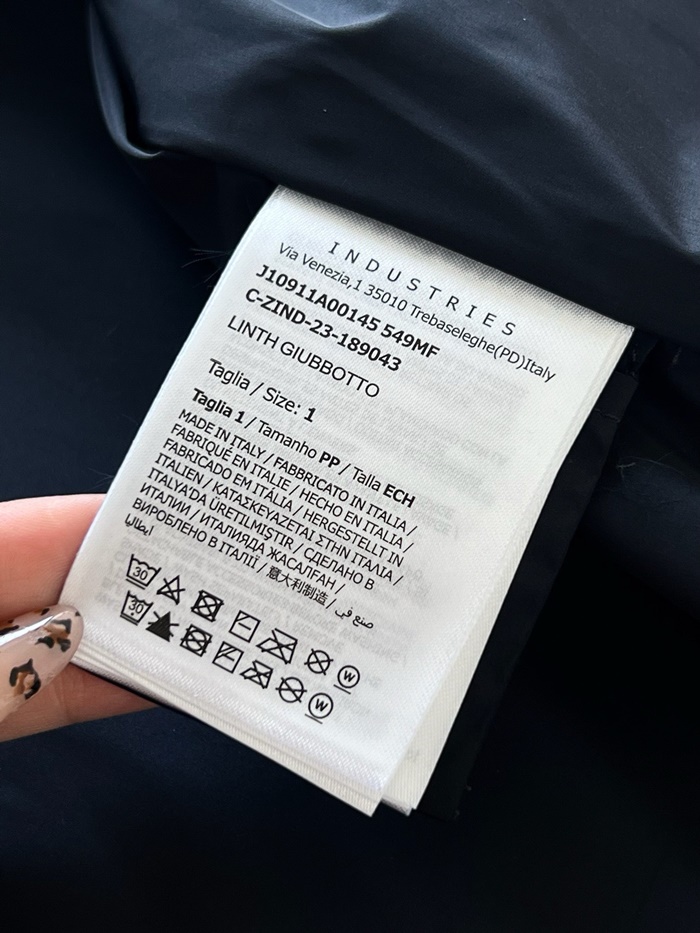 INDUSTRIES
Via Venezia,1 35010 Trebaseleghe(PD)Italy
J10911A00145 549MF
C-ZIND-23-189043
LINTH GIUBBOTTO
Taglia / Size: 1
Taglia 1 / Tamanho PP / Talla ECH
MADE IN ITALY / FABBRICATO IN ITALIA /
FABRIQUÉ EN ITALIE / HECHO EN ITALIA /
FABRICADO EM ITÁLIA / HERGESTELLT IN
ITALIEN / ΚΑΤΑΣΚΕΥΑΖΕΤΑΙ ΣΤΗΝ ΙΤΑΛΙΑ /
ITALYA'DA ÜRETILMIŞTIR / СДЕЛАНО В
ИТАЛИИ / ИТАЛИЯДА ЖАСАЛҒАН /
ВИРОБЛЕНО В ІТАЛІЇ / 意大利制造 / صنع في
ايطاليا
30 W
30 W